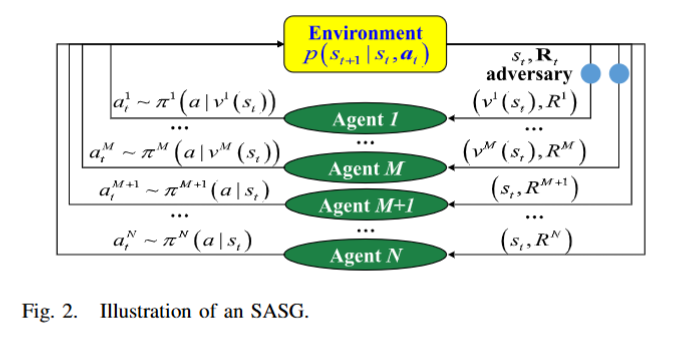 Environment
p(s_{t+1} | s_t, a_t)
s_t, R_t
adversary
a_t^1 ~ π^1(a | ν^1(s_t))
(ν^1(s_t), R^1)
Agent 1
...
...
...
a_t^M ~ π^M(a | ν^M(s_t))
(ν^M(s_t), R^M)
Agent M
a_t^{M+1} ~ π^{M+1}(a | s_t)
(s_t, R^{M+1})
Agent M+1
...
...
...
a_t^N ~ π^N(a | s_t)
(s_t, R^N)
Agent N
Fig. 2. Illustration of an SASG.